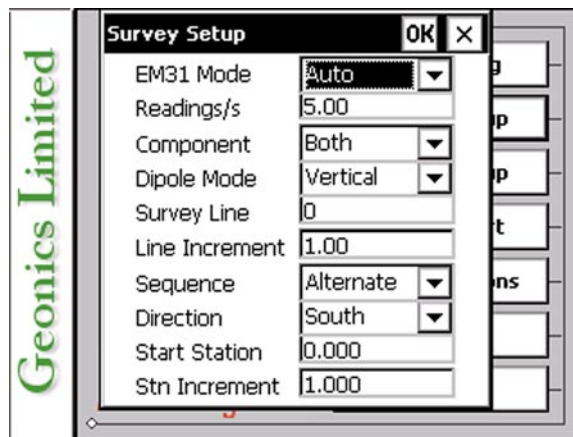 Geonics Limited
Survey Setup OK ×
EM31 Mode Auto
Readings/s 5.00
Component Both
Dipole Mode Vertical
Survey Line 0
Line Increment 1.00
Sequence Alternate
Direction South
Start Station 0.000
Stn Increment 1.000